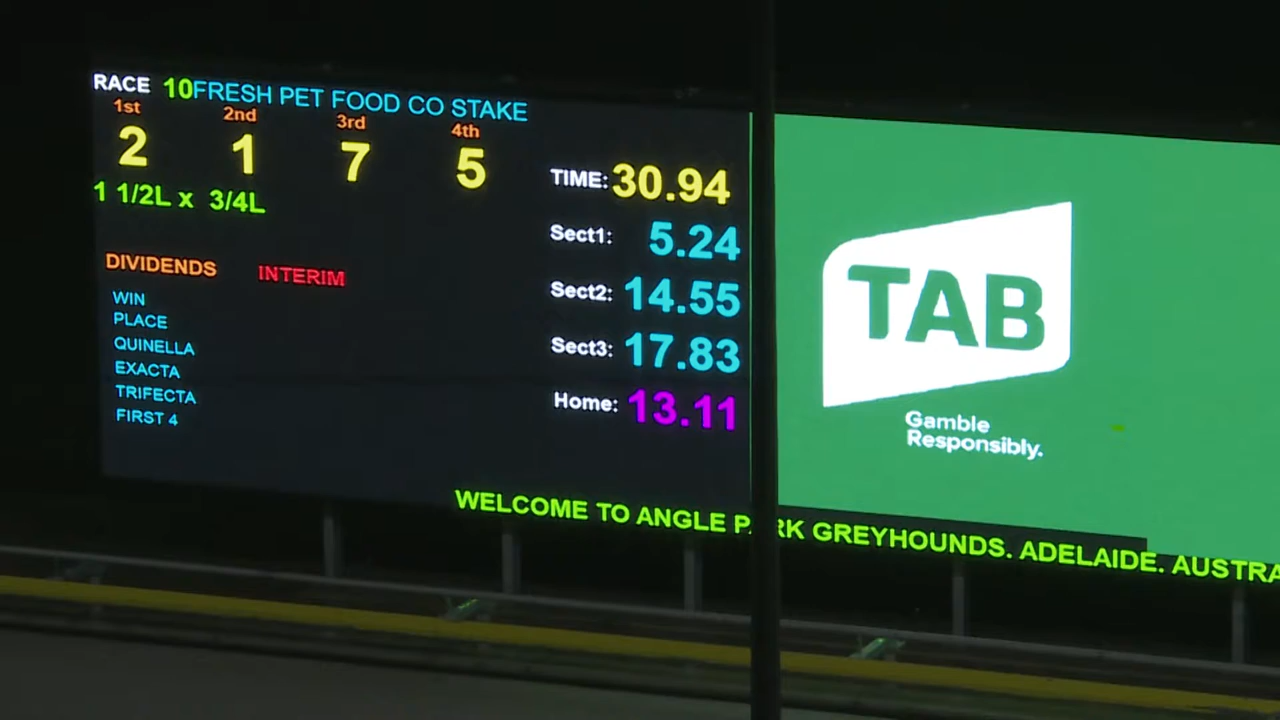 RACE 10FRESH PET FOOD CO STAKE
1st 2nd 3rd 4th
2 1 7 5
1 1/2L x 3/4L
DIVIDENDS INTERIM
WIN
PLACE
QUINELLA
EXACTA
TRIFECTA
FIRST 4
TIME: 30.94
Sect1: 5.24
Sect2: 14.55
Sect3: 17.83
Home: 13.11
TAB
Gamble
Responsibly.
WELCOME TO ANGLE PARK GREYHOUNDS. ADELAIDE. AUSTRA